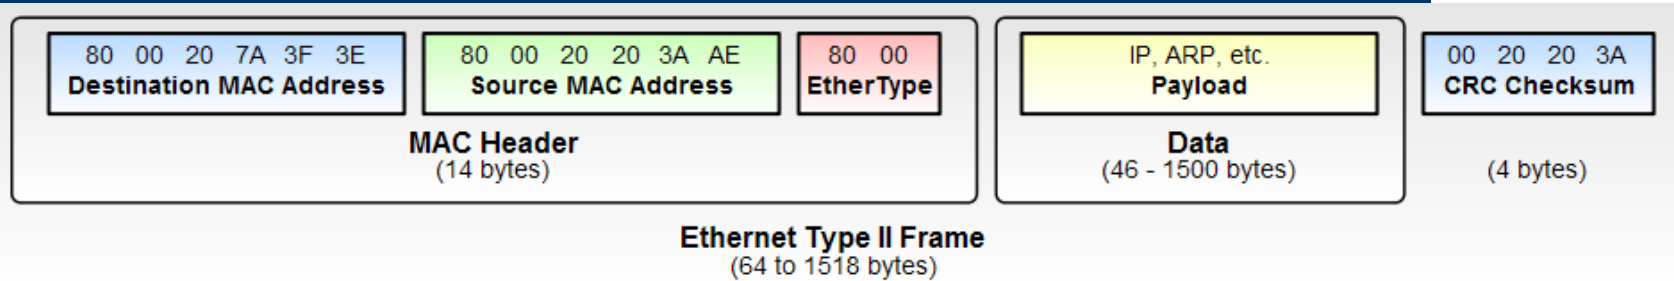 80 00 20 7A 3F 3E
Destination MAC Address
80 00 20 20 3A AE
Source MAC Address
80 00
EtherType
MAC Header
(14 bytes)
IP, ARP, etc.
Payload
Data
(46 - 1500 bytes)
00 20 20 3A
CRC Checksum
(4 bytes)
Ethernet Type II Frame
(64 to 1518 bytes)